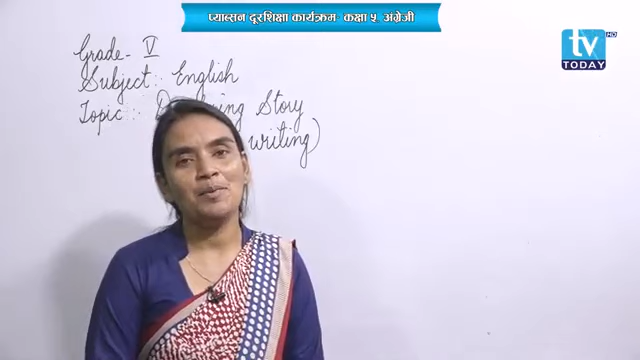 प्याब्सन दूरशिक्षा कार्यक्रम कक्षा ५ अंग्रेजी
tv HD
TODAY
Grade- V
Subject:- English
Topic:- Story
writing)